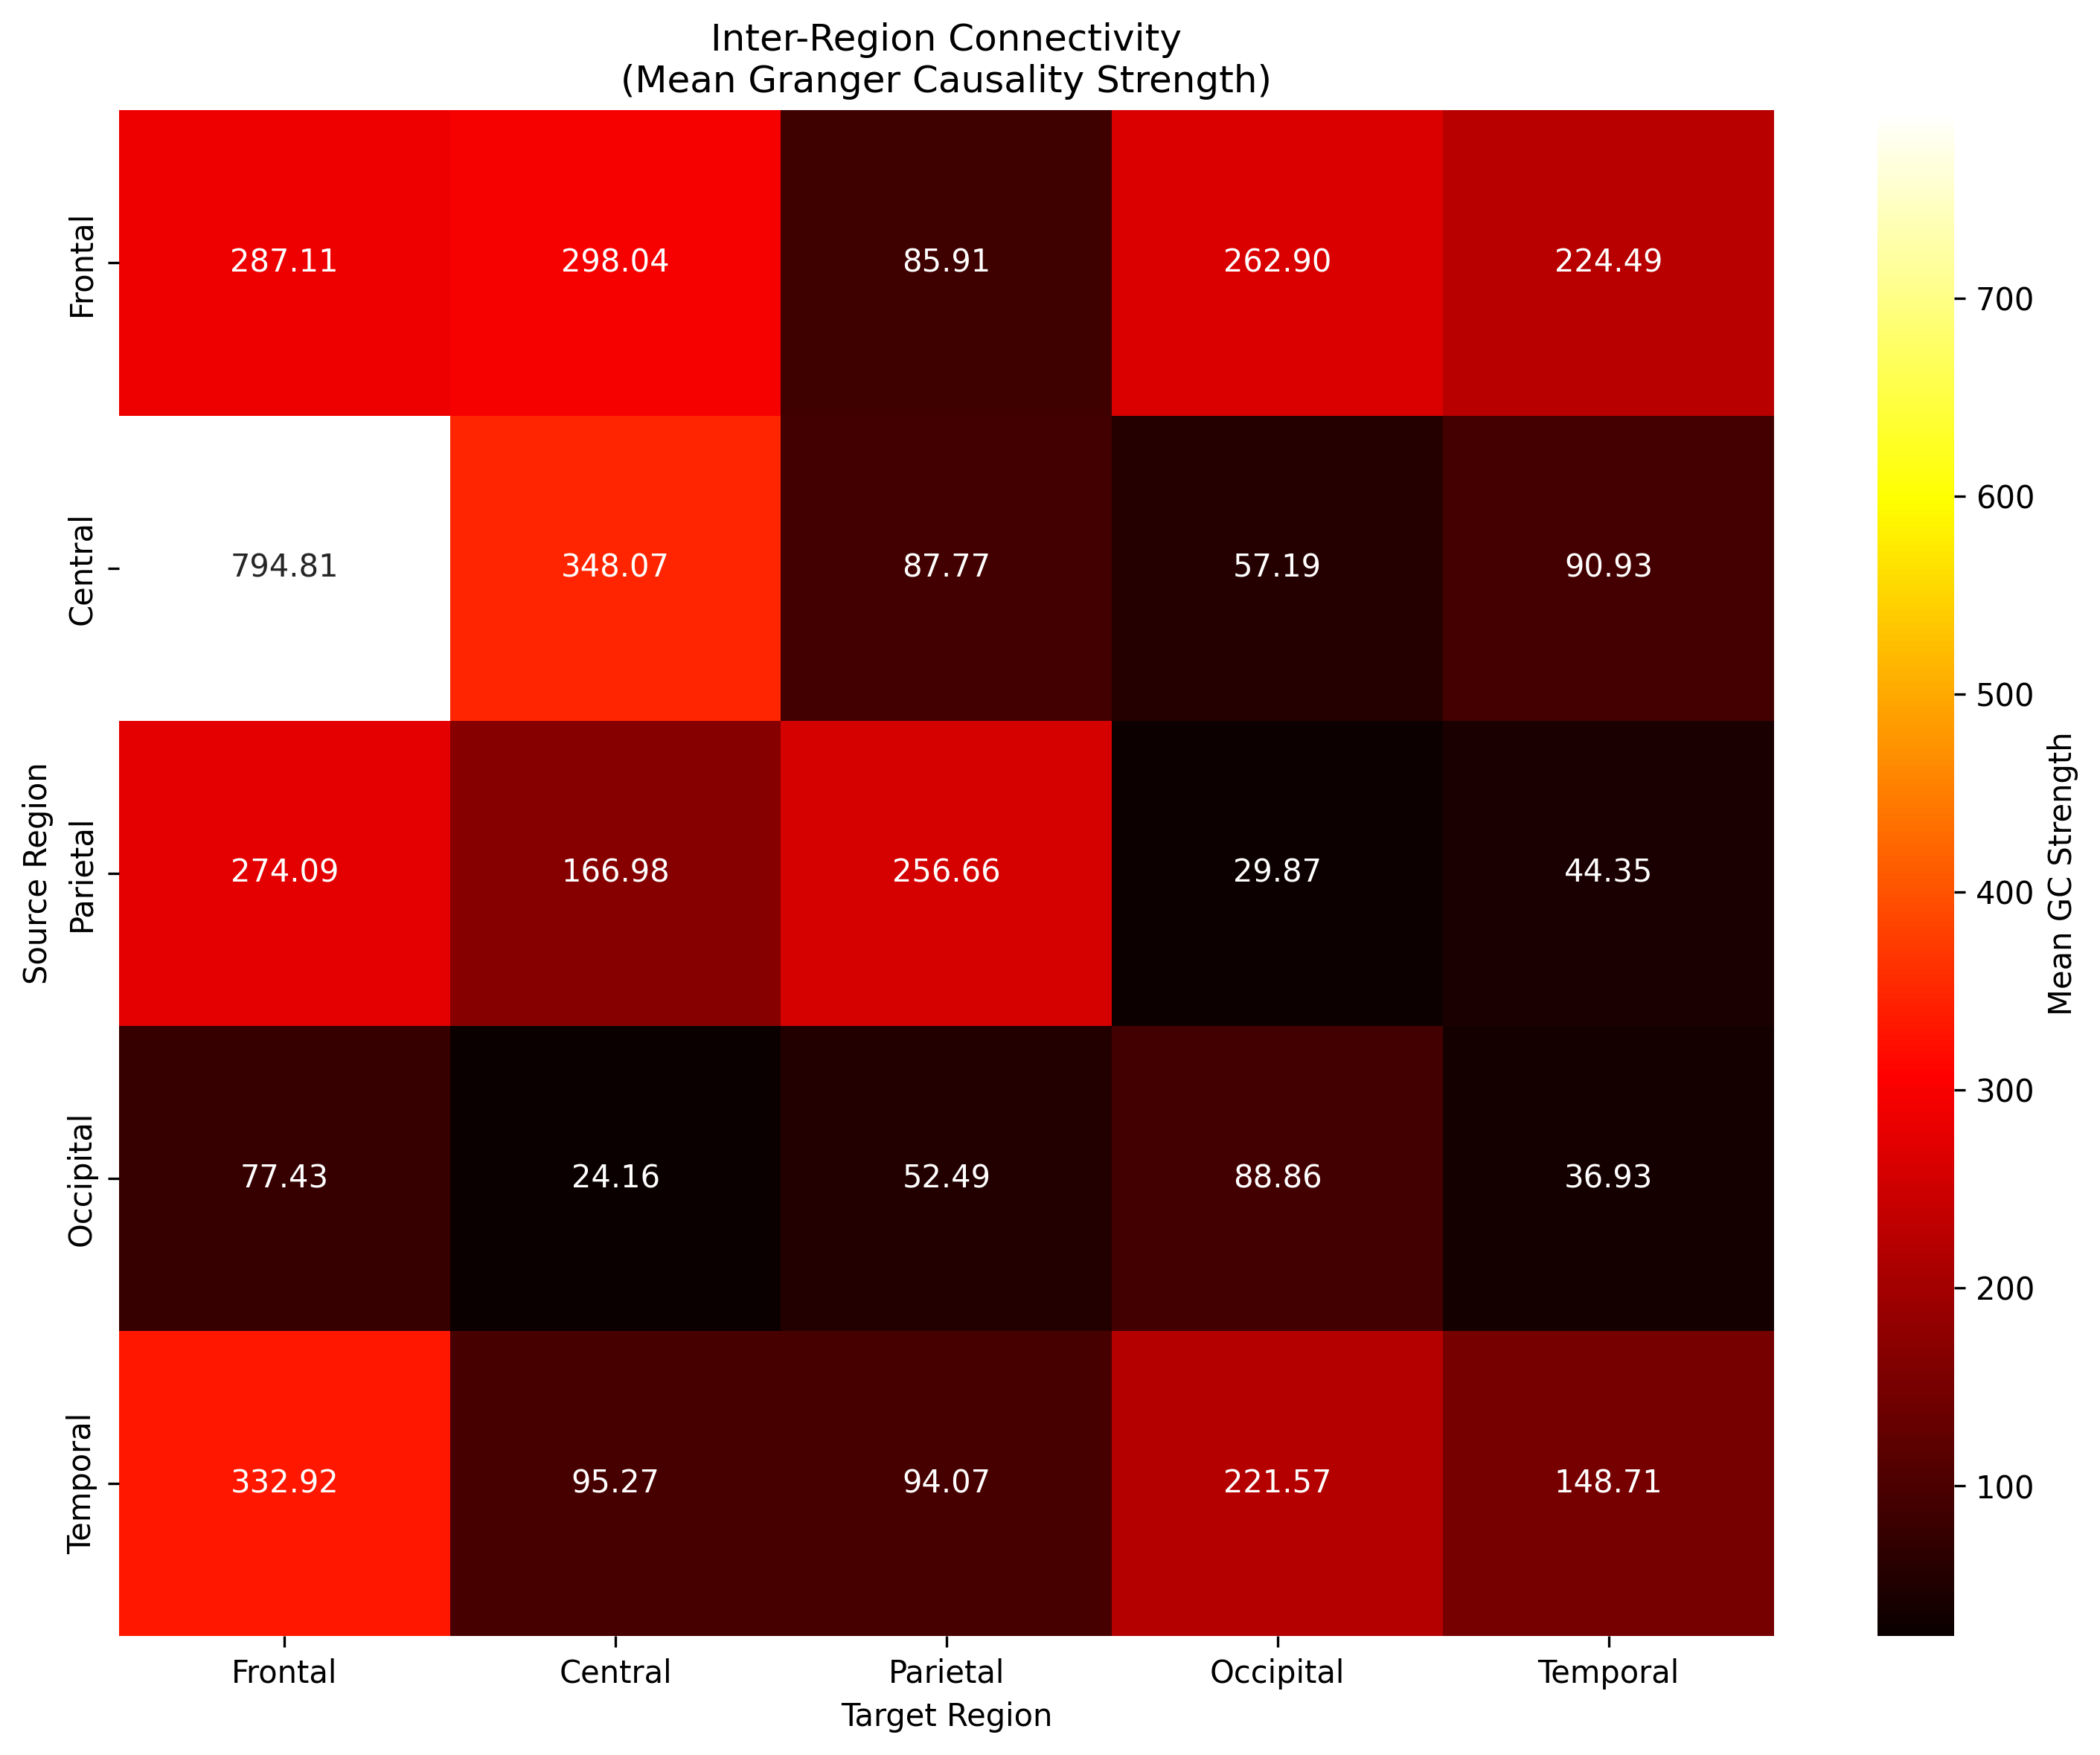 Inter-Region Connectivity
(Mean Granger Causality Strength)
Source Region
Frontal
287.11 298.04 85.91 262.90 224.49
Central
794.81 348.07 87.77 57.19 90.93
Parietal
274.09 166.98 256.66 29.87 44.35
Occipital
77.43 24.16 52.49 88.86 36.93
Temporal
332.92 95.27 94.07 221.57 148.71
Frontal Central Parietal Occipital Temporal
Target Region
700
600
500
400
300
200
100
Mean GC Strength